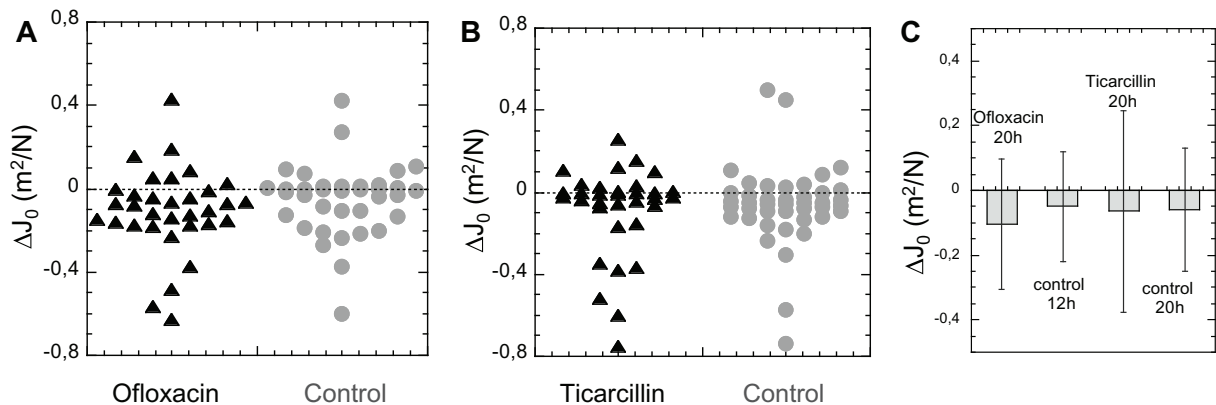 A
0,8
0,4
0
-0,4
-0,8
ΔJ0 (m2/N)
Ofloxacin
Control
B
0,8
0,4
0
-0,4
-0,8
ΔJ0 (m2/N)
Ticarcillin
Control
C
0,4
0,2
0
-0,2
-0,4
ΔJ0 (m2/N)
Ofloxacin
20h
control
12h
Ticarcillin
20h
control
20h